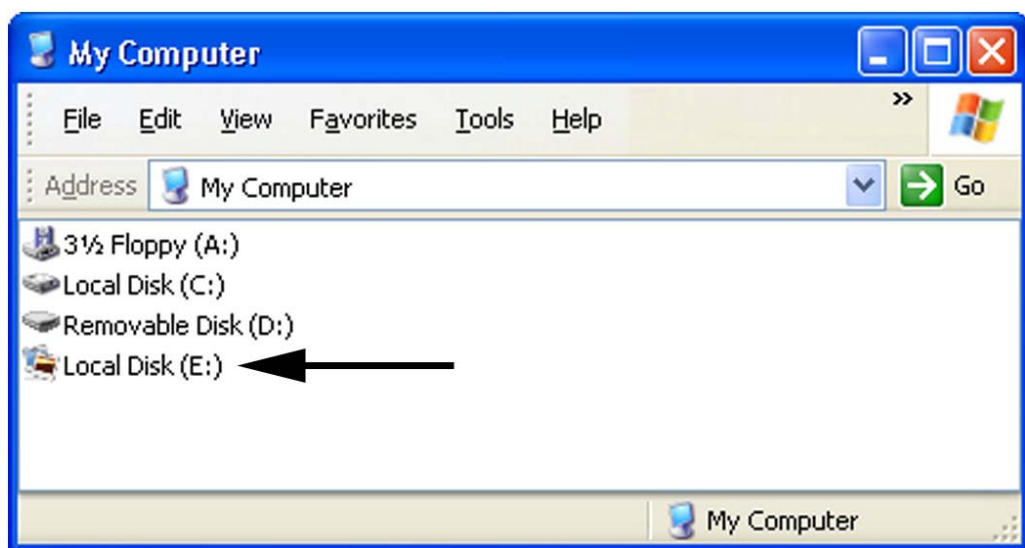 My Computer
File Edit View Favorites Tools Help »
Address My Computer Go
3½ Floppy (A:)
Local Disk (C:)
Removable Disk (D:)
Local Disk (E:)
My Computer